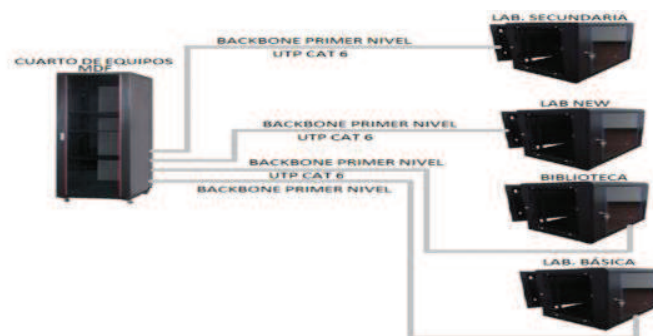 LAB. SECUNDARIA
BACKBONE PRIMER NIVEL
UTP CAT 6
CUARTO DE EQUIPOS
MDF
LAB NEW
BACKBONE PRIMER NIVEL
UTP CAT 6
BACKBONE PRIMER NIVEL
UTP CAT 6
BIBLIOTECA
BACKBONE PRIMER NIVEL
LAB. BÁSICA